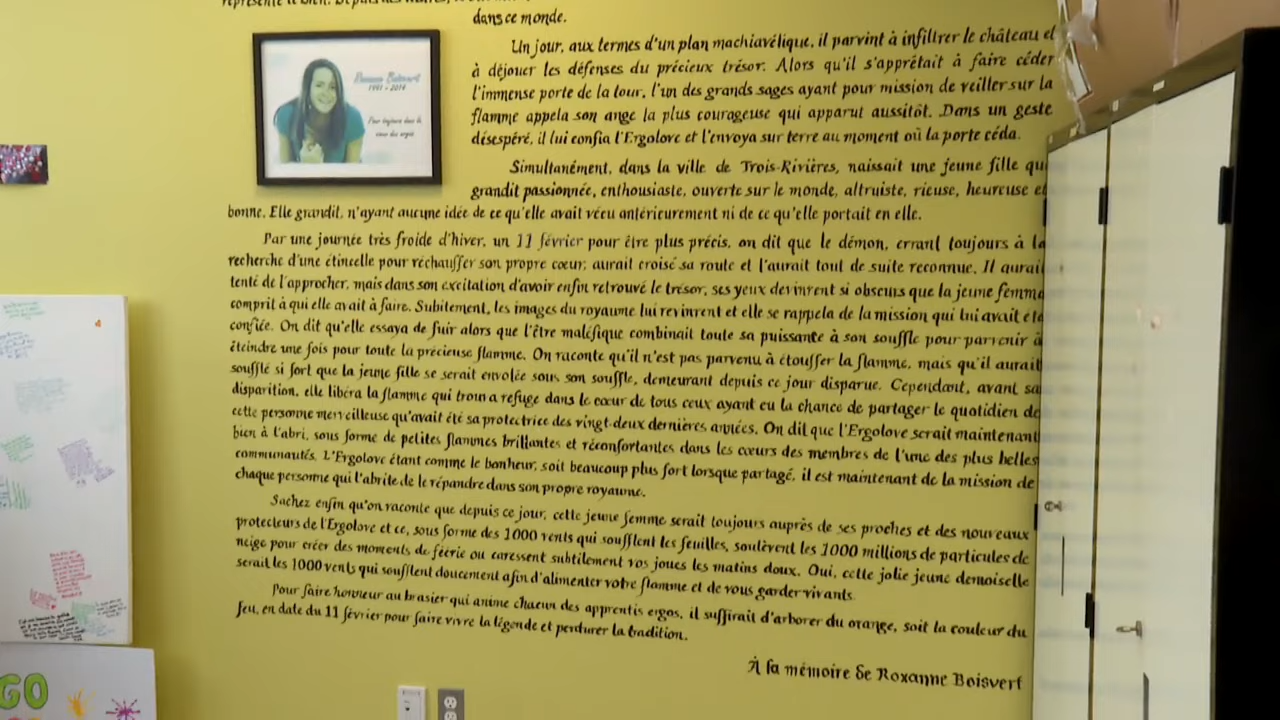 dans ce monde.
Un jour, aux termes d'un plan machiavélique, il parvint à infiltrer le château et
à déjouer les défenses du précieux trésor. Alors qu'il s'apprêtait à faire céder
l'immense porte de la tour, l'un des grands sages ayant pour mission de veiller sur la
flamme appela son ange la plus courageuse qui apparut aussitôt. Dans un geste
désespéré, il lui confia l'Ergolove et l'envoya sur terre au moment où la porte céda.
Simultanément, dans la ville de Trois-Rivières, naissait une jeune fille qui
grandit passionnée, enthousiaste, ouverte sur le monde, altruiste, rieuse, heureuse et
bonne. Elle grandit, n'ayant aucune idée de ce qu'elle avait vécu antérieurement ni de ce qu'elle portait en elle.
Par une journée très froide d'hiver, un 11 février pour être plus précis, on dit que le démon, errant toujours à la
recherche d'une étincelle pour réchauffer son propre cœur, aurait croisé sa route et l'aurait tout de suite reconnue. Il aurait
tenté de l'approcher, mais dans son excitation d'avoir enfin retrouvé le trésor, ses yeux devinrent si obscurs que la jeune femme
comprit à qui elle avait à faire. Subitement, les images du royaume lui revinrent et elle se rappela de la mission qui lui avait été
confiée. On dit qu'elle essaya de fuir alors que l'être maléfique combinait toute sa puissante à son souffle pour parvenir à
éteindre une fois pour toute la précieuse flamme. On raconte qu'il n'est pas parvenu à étouffer la flamme, mais qu'il aurait
soufflé si fort que la jeune fille se serait envolée sous son souffle, demeurant depuis ce jour disparue. Cependant, avant sa
disparition, elle libéra la flamme qui trouva refuge dans le cœur de tous ceux ayant eu la chance de partager le quotidien de
cette personne merveilleuse qu'avait été sa protectrice des vingt-deux dernières années. On dit que l'Ergolove serait maintenant
bien à l'abri, sous forme de petites flammes brillantes et réconfortantes dans les cœurs des membres de l'une des plus belles
communautés. L'Ergolove étant comme le bonheur, soit beaucoup plus fort lorsque partagé, il est maintenant de la mission de
chaque personne qui l'abrite de le répandre dans son propre royaume.
Sachez enfin qu'on raconte que depuis ce jour, cette jeune femme serait toujours auprès de ses proches et des nouveaux
protecteurs de l'Ergolove et ce, sous forme des 1000 vents qui soufflent les feuilles, soulèvent les 1000 millions de particules de
neige pour créer des moments de féérie ou caressent subtilement vos joues les matins doux. Oui, cette jolie jeune demoiselle
serait les 1000 vents qui soufflent doucement afin d'alimenter votre flamme et de vous garder vivants.
Pour faire honneur au brasier qui anime chacun des apprentis ergos, il suffirait d'arborer du orange, soit la couleur du
feu, en date du 11 février pour faire vivre la légende et perdurer la tradition.
À la mémoire de Roxanne Boisvert
Roxanne Boisvert
1991 - 2014
Pour toujours dans le
cœur des ergos
GO